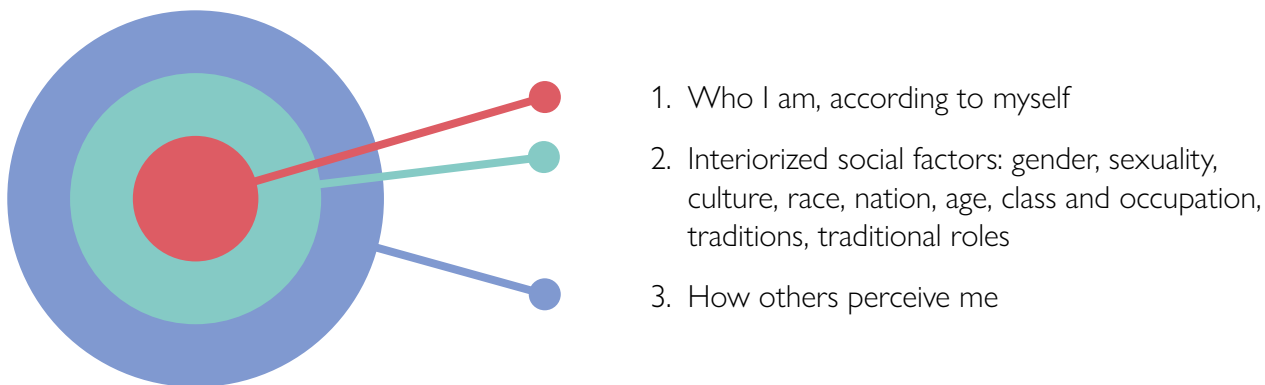 1. Who I am, according to myself
2. Interiorized social factors: gender, sexuality,
culture, race, nation, age, class and occupation,
traditions, traditional roles
3. How others perceive me